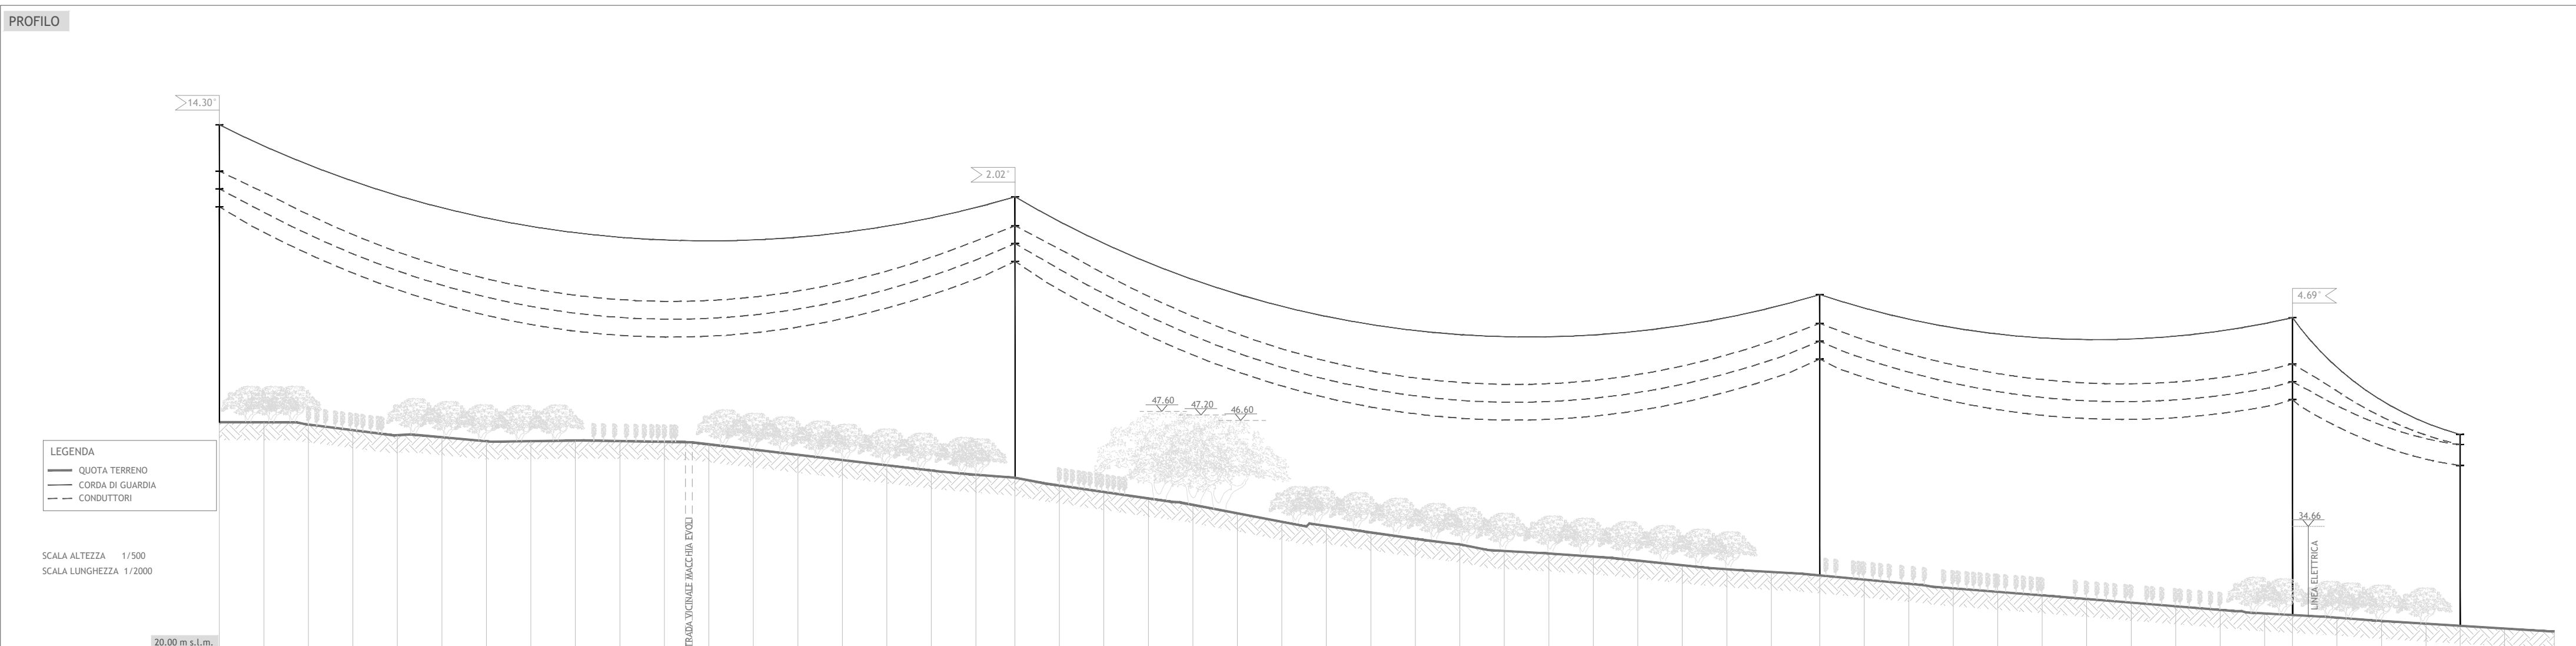 PROFILO
14.30°
2.02°
4.69°
47.60
47.20
46.60
LEGENDA
QUOTA TERRENO
CORDA DI GUARDIA
CONDUTTORI
34.66
LINEA ELETTRICA
TRADA VICINALE MACCHIA EVOLI
SCALA ALTEZZA 1/500
SCALA LUNGHEZZA 1/2000
20.00 m s.l.m.